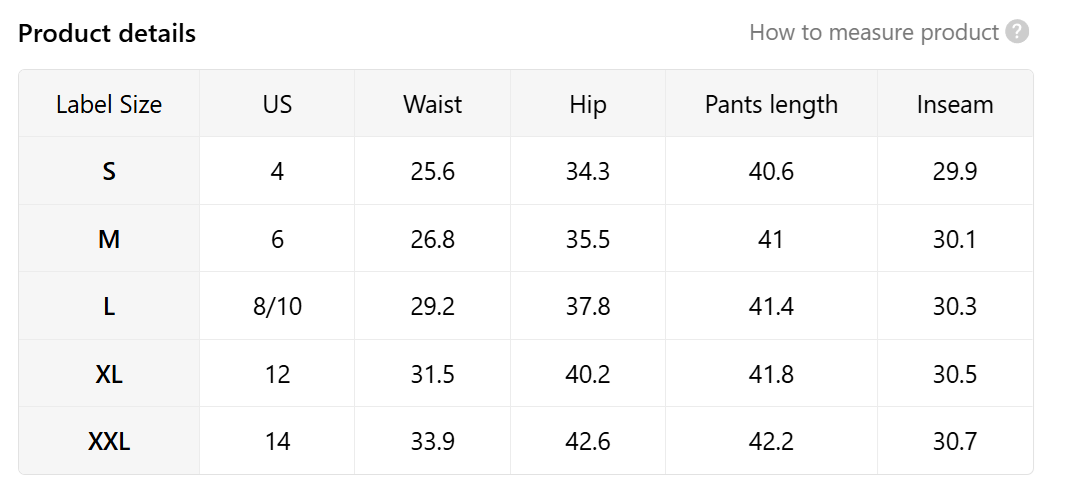 Product details How to measure product ?
Label Size US Waist Hip Pants length Inseam
S 4 25.6 34.3 40.6 29.9
M 6 26.8 35.5 41 30.1
L 8/10 29.2 37.8 41.4 30.3
XL 12 31.5 40.2 41.8 30.5
XXL 14 33.9 42.6 42.2 30.7